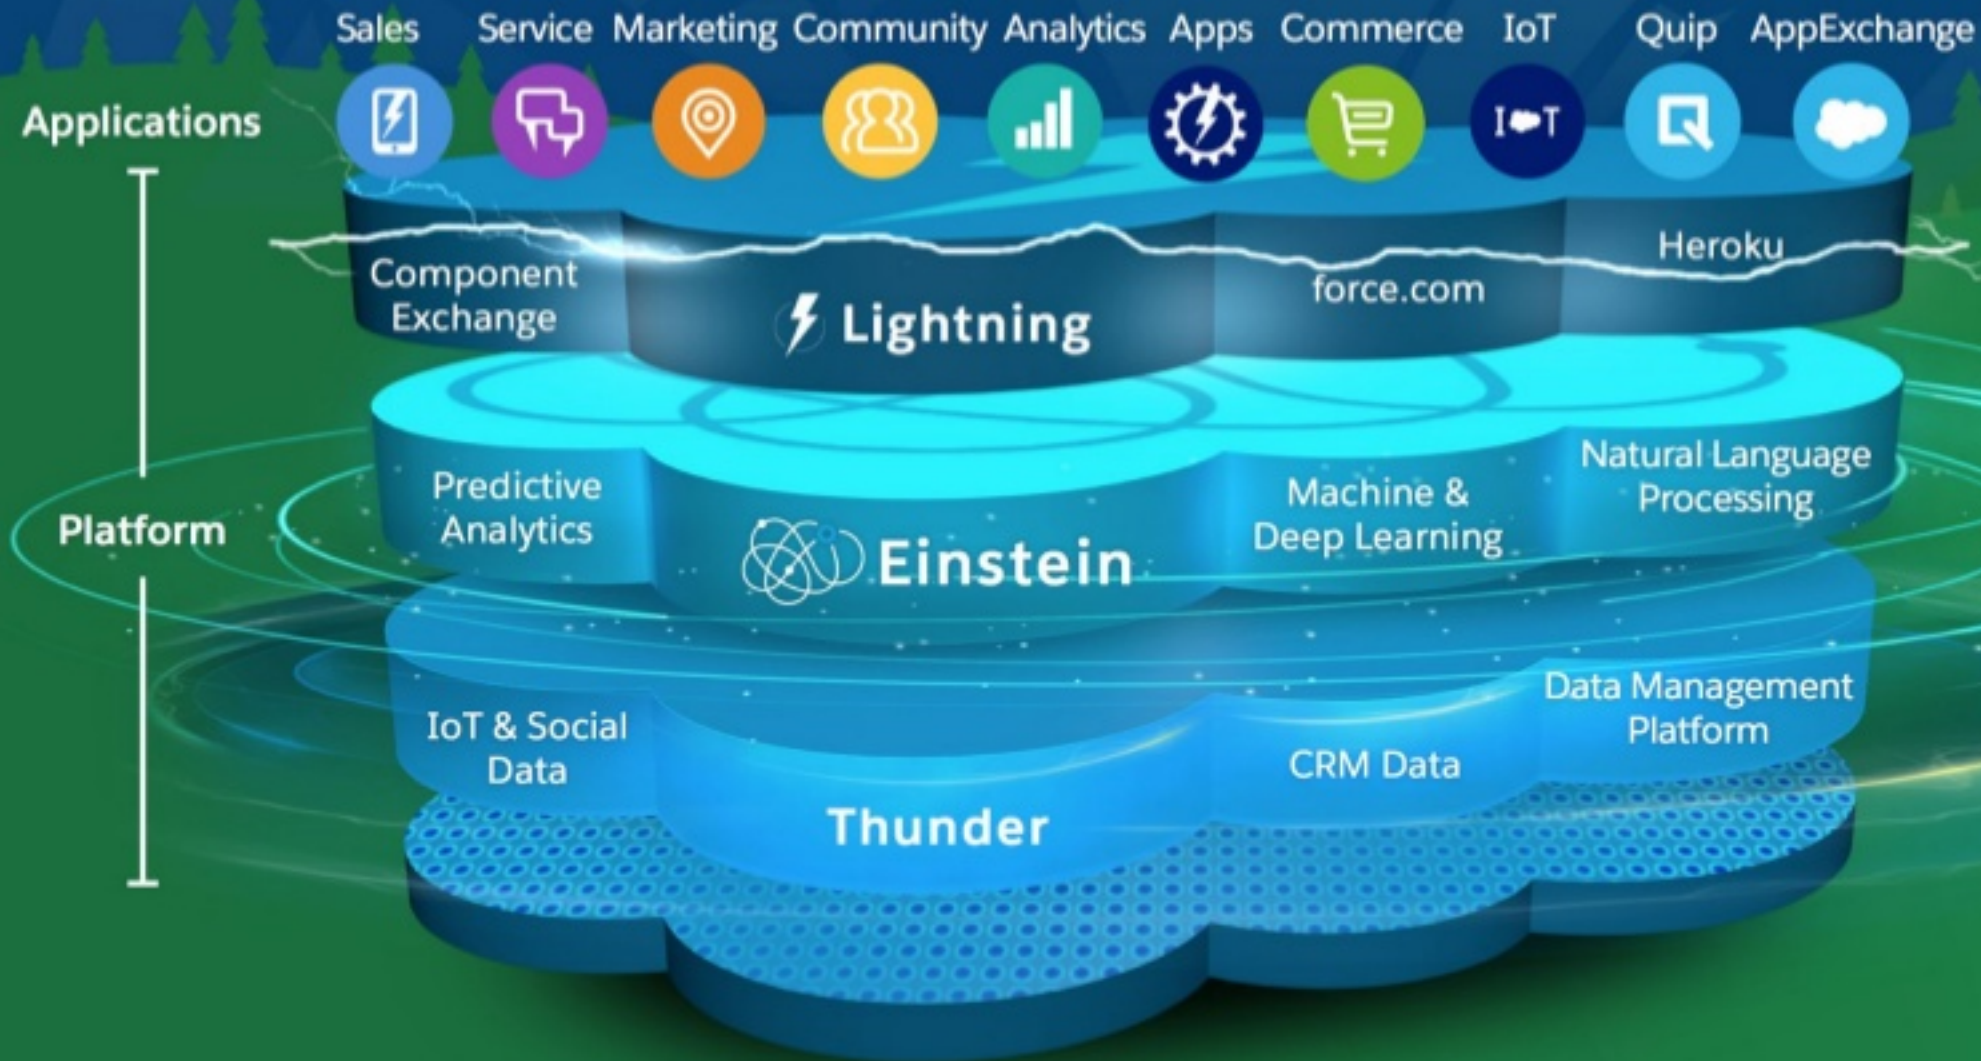 Sales Service Marketing Community Analytics Apps Commerce IoT Quip AppExchange
Applications
I T
Component
Exchange
Lightning
force.com
Heroku
Platform
Predictive
Analytics
Einstein
Machine &
Deep Learning
Natural Language
Processing
IoT & Social
Data
Thunder
CRM Data
Data Management
Platform